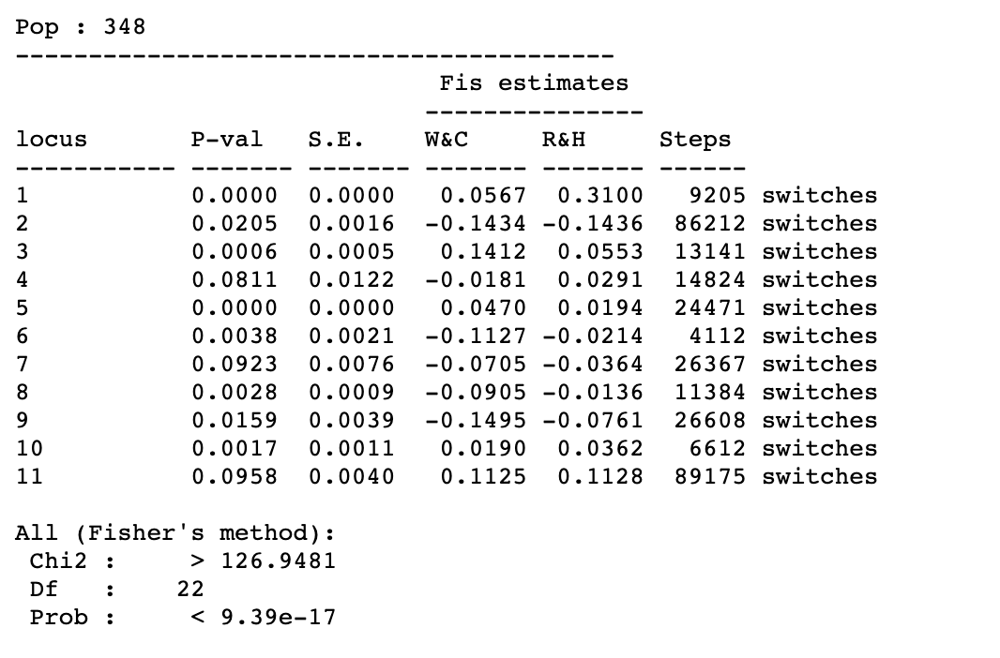 Pop : 348
-----------------------------------------
                             Fis estimates
                            ---------------
locus       P-val   S.E.    W&C     R&H     Steps
----------- ------- ------- ------- ------- ------
1           0.0000  0.0000   0.0567  0.3100   9205 switches
2           0.0205  0.0016  -0.1434 -0.1436  86212 switches
3           0.0006  0.0005   0.1412  0.0553  13141 switches
4           0.0811  0.0122  -0.0181  0.0291  14824 switches
5           0.0000  0.0000   0.0470  0.0194  24471 switches
6           0.0038  0.0021  -0.1127 -0.0214   4112 switches
7           0.0923  0.0076  -0.0705 -0.0364  26367 switches
8           0.0028  0.0009  -0.0905 -0.0136  11384 switches
9           0.0159  0.0039  -0.1495 -0.0761  26608 switches
10          0.0017  0.0011   0.0190  0.0362   6612 switches
11          0.0958  0.0040   0.1125  0.1128  89175 switches
All (Fisher's method):
 Chi2 :     > 126.9481
 Df   :    22
 Prob :     < 9.39e-17